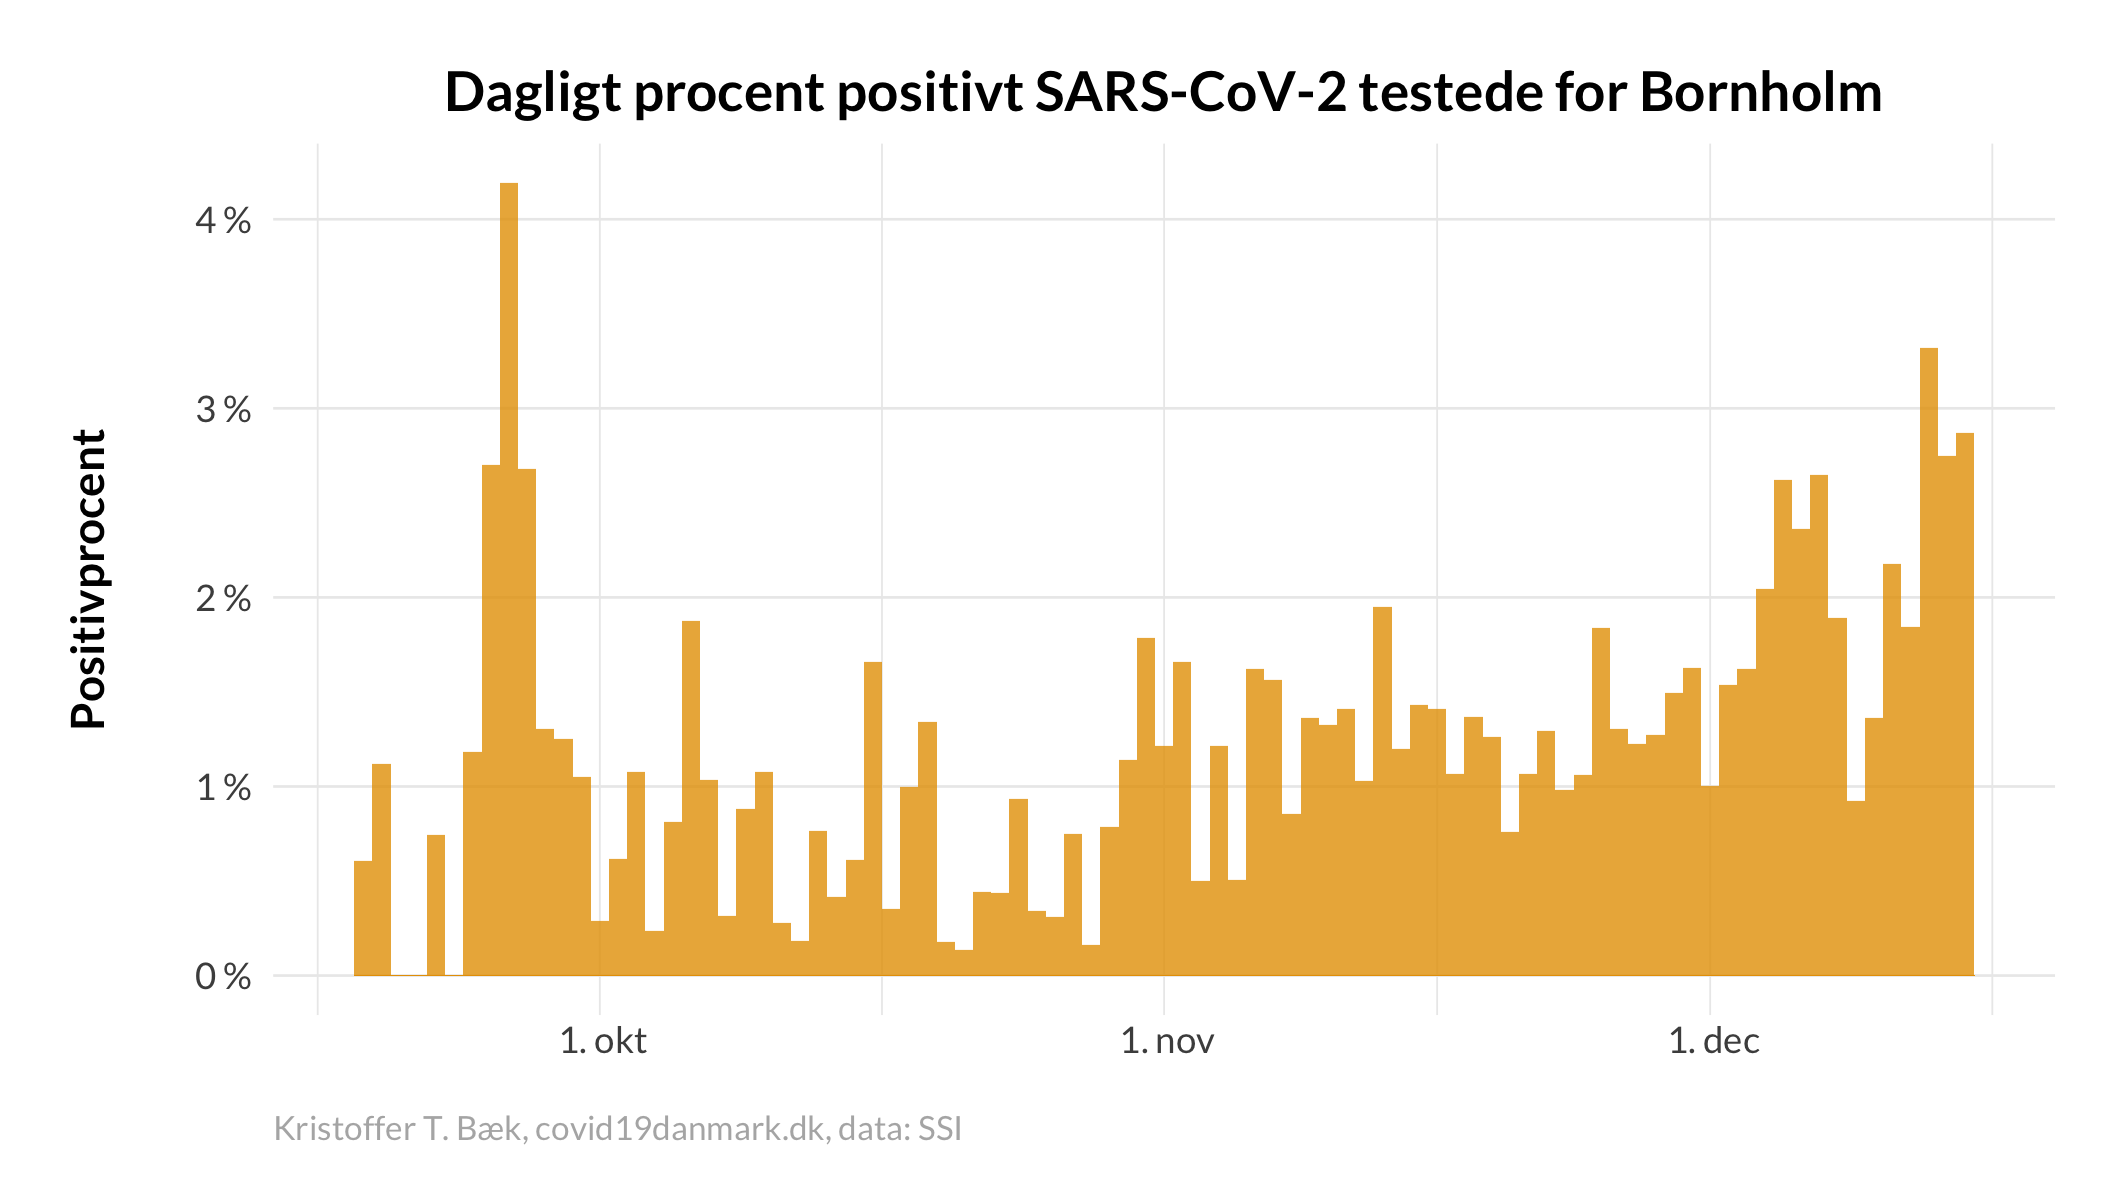 Dagligt procent positivt SARS-CoV-2 testede for Bornholm
Positivprocent
4 %
3 %
2 %
1 %
0 %
1. okt
1. nov
1. dec
Kristoffer T. Bæk, covid19danmark.dk, data: SSI